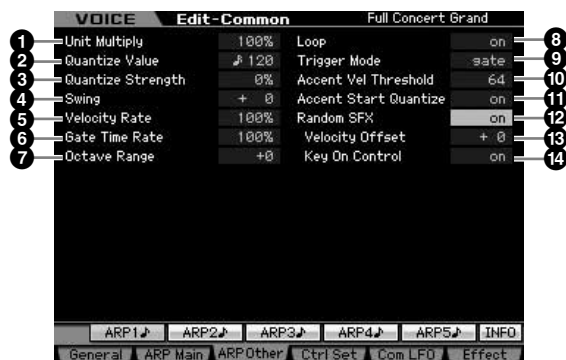 VOICE Edit-Common Full Concert Grand
1 Unit Multiply 100% Loop on 8
2 Quantize Value ♪ 120 Trigger Mode gate 9
3 Quantize Strength 0% Accent Vel Threshold 64 10
4 Swing + 0 Accent Start Quantize on 11
5 Velocity Rate 100% Random SFX on 12
6 Gate Time Rate 100% Velocity Offset + 0 13
7 Octave Range +0 Key On Control on 14
ARP1♪ ARP2♪ ARP3♪ ARP4♪ ARP5♪ INFO
General ARP Main ARP Other Ctrl Set Com LFO Effect